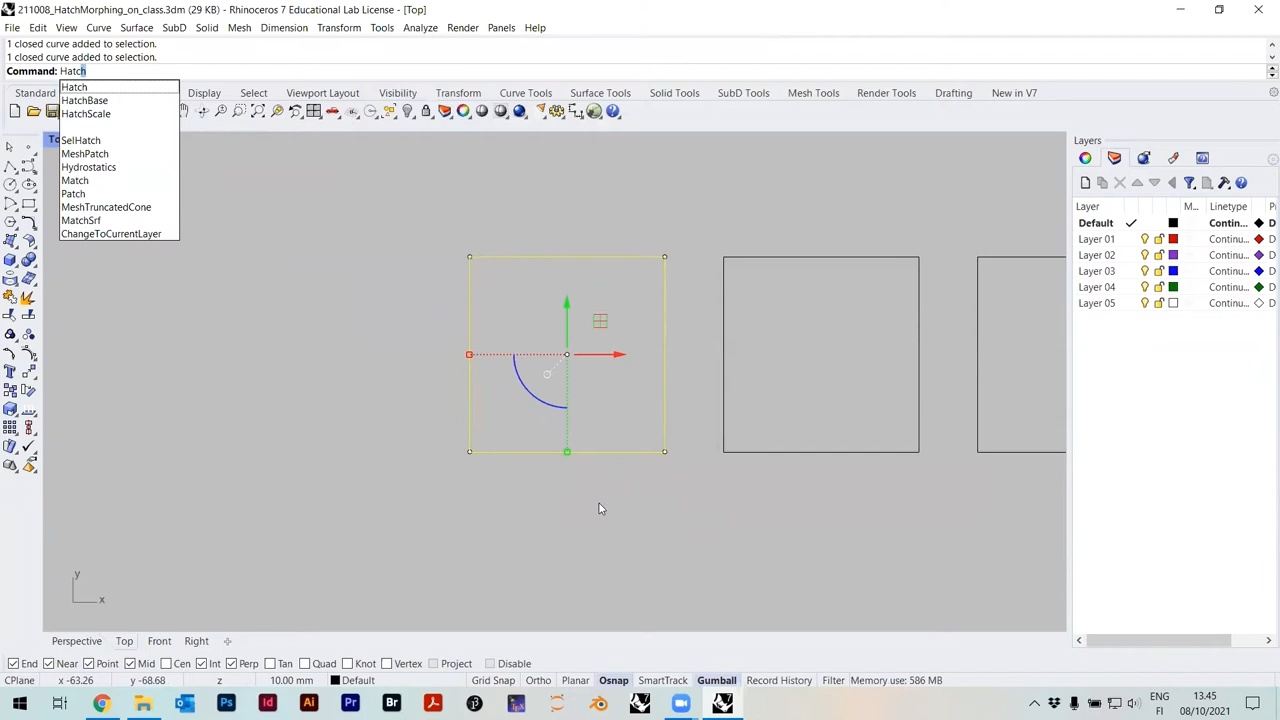 211008_HatchMorphing_on_class.3dm (29 KB) - Rhinoceros 7 Educational Lab License - [Top]
File Edit View Curve Surface SubD Solid Mesh Dimension Transform Tools Analyze Render Panels Help
1 closed curve added to selection.
1 closed curve added to selection.
Command: Hatch
Hatch
HatchBase
HatchScale
SelHatch
MeshPatch
Hydrostatics
Match
Patch
MeshTruncatedCone
MatchSrf
ChangeToCurrentLayer
Standard Display Select Viewport Layout Visibility Transform Curve Tools Surface Tools Solid Tools SubD Tools Mesh Tools Render Tools Drafting New in V7
Layers
Layer M... Linetype
Default Contin...
Layer 01 Continu... D
Layer 02 Continu... D
Layer 03 Continu... D
Layer 04 Continu... D
Layer 05 Continu... D
y
x
Perspective Top Front Right
End Near Point Mid Cen Int Perp Tan Quad Knot Vertex Project Disable
CPlane x -63.26 y -68.68 z 10.00 mm Default Grid Snap Ortho Planar Osnap SmartTrack Gumball Record History Filter Memory use: 586 MB
Ps Id Ai Pr Br
ENG
FI
13.45
08/10/2021